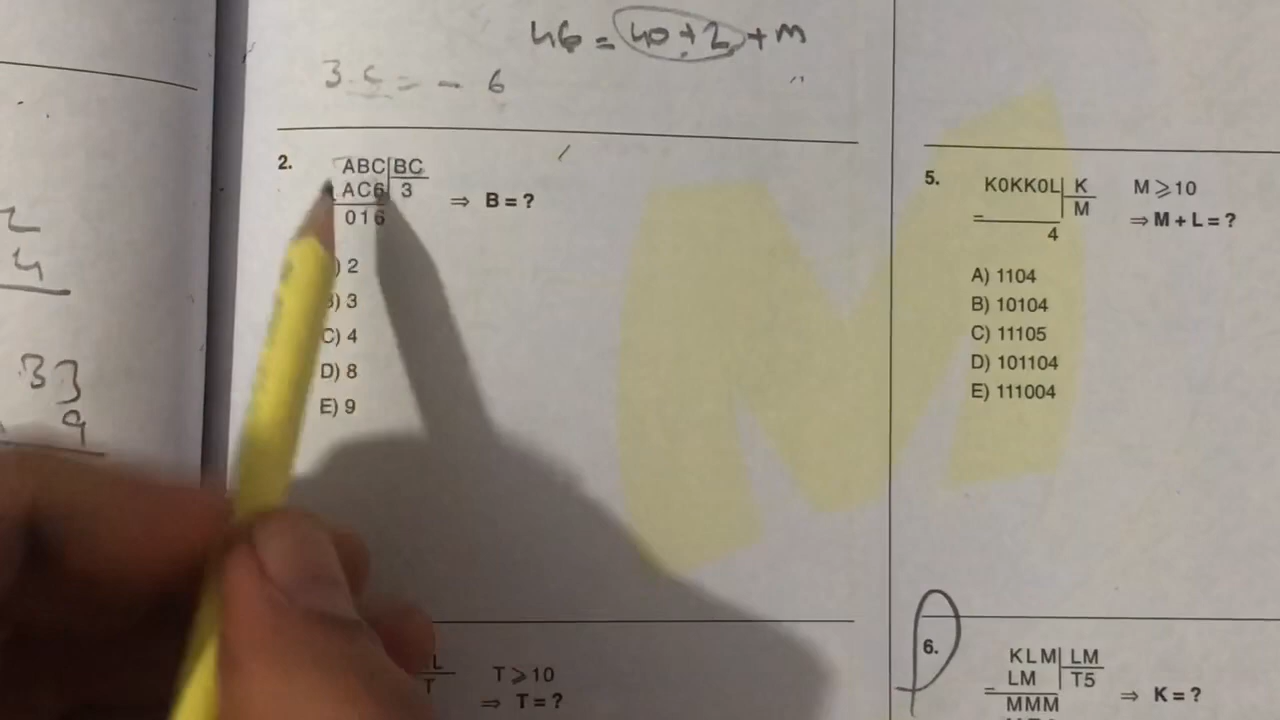 46 = 40 + 2 + m
3.C = - 6
2.
ABC BC
AC6 3
016
⇒ B = ?
) 2
B) 3
C) 4
D) 8
E) 9
33
9
4
L
T
T ⩾ 10
⇒ T = ?
5.
K0KK0L K
M
4
M ⩾ 10
⇒ M + L = ?
A) 1104
B) 10104
C) 11105
D) 101104
E) 111004
6.
KLM LM
LM T5
MMM
⇒ K = ?